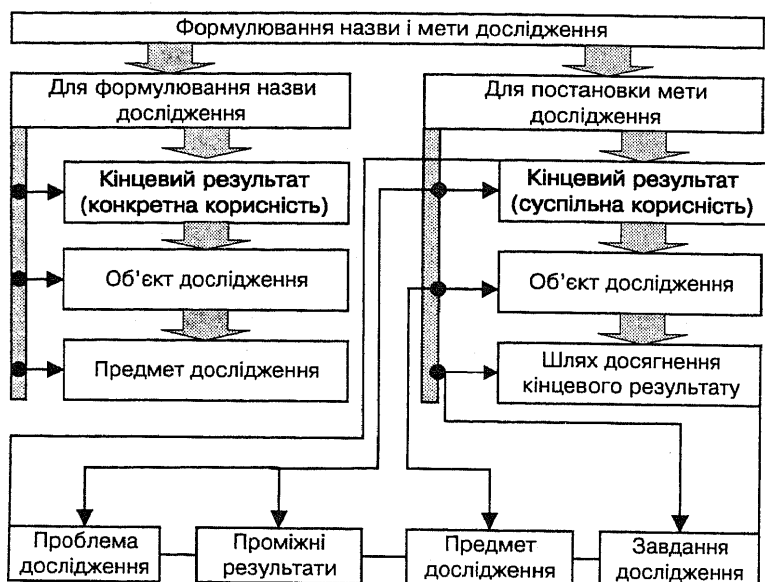 Формулювання назви і мети дослідження
Для формулювання назви
дослідження
Для постановки мети
дослідження
Кінцевий результат
(конкретна корисність)
Кінцевий результат
(суспільна корисність)
Об'єкт дослідження
Об'єкт дослідження
Предмет дослідження
Шлях досягнення
кінцевого результату
Проблема
дослідження
Проміжні
результати
Предмет
дослідження
Завдання
дослідження